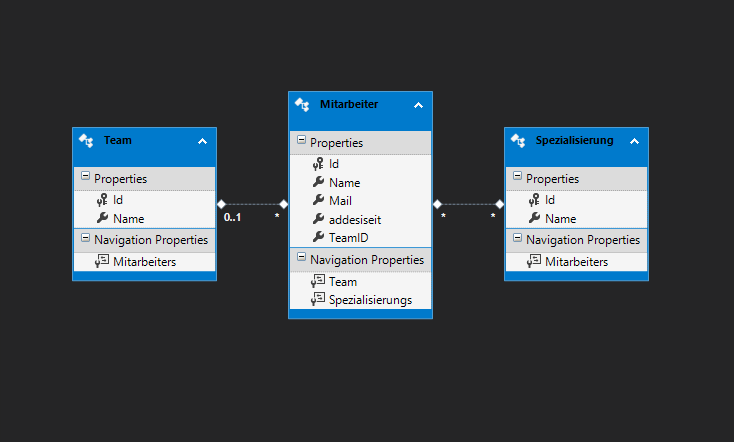 Team
Properties
Id
Name
Navigation Properties
Mitarbeiters
0..1
*
Mitarbeiter
Properties
Id
Name
Mail
addesiseit
TeamID
Navigation Properties
Team
Spezialisierungs
*
*
Spezialisierung
Properties
Id
Name
Navigation Properties
Mitarbeiters